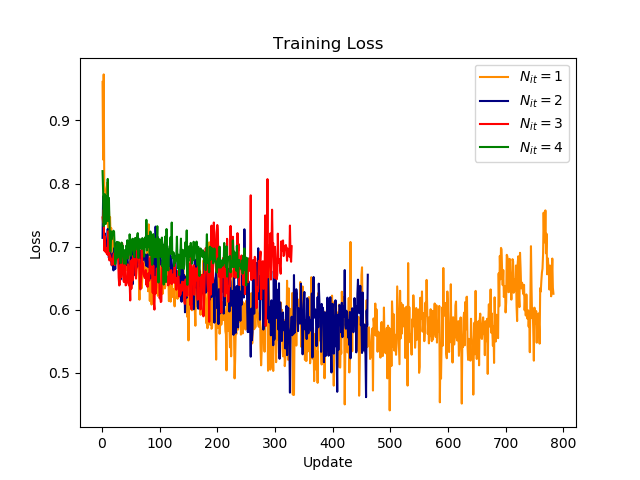 Training Loss
N_it = 1
N_it = 2
N_it = 3
N_it = 4
0.9
0.8
0.7
0.6
0.5
Loss
0 100 200 300 400 500 600 700 800
Update